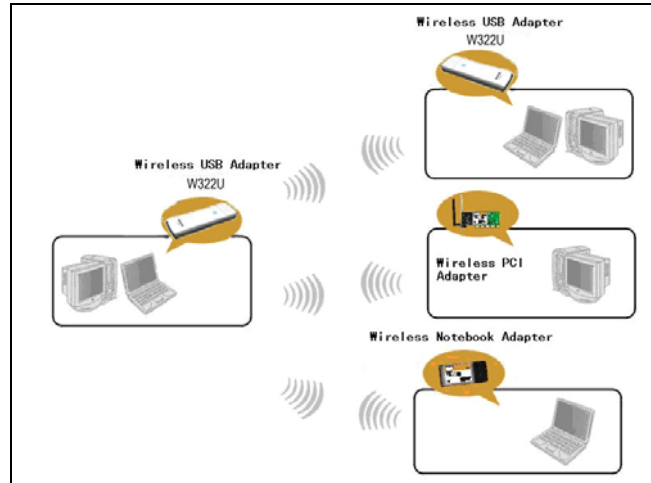 Wireless USB Adapter
W322U
Wireless USB Adapter
W322U
Wireless PCI
Adapter
Wireless Notebook Adapter